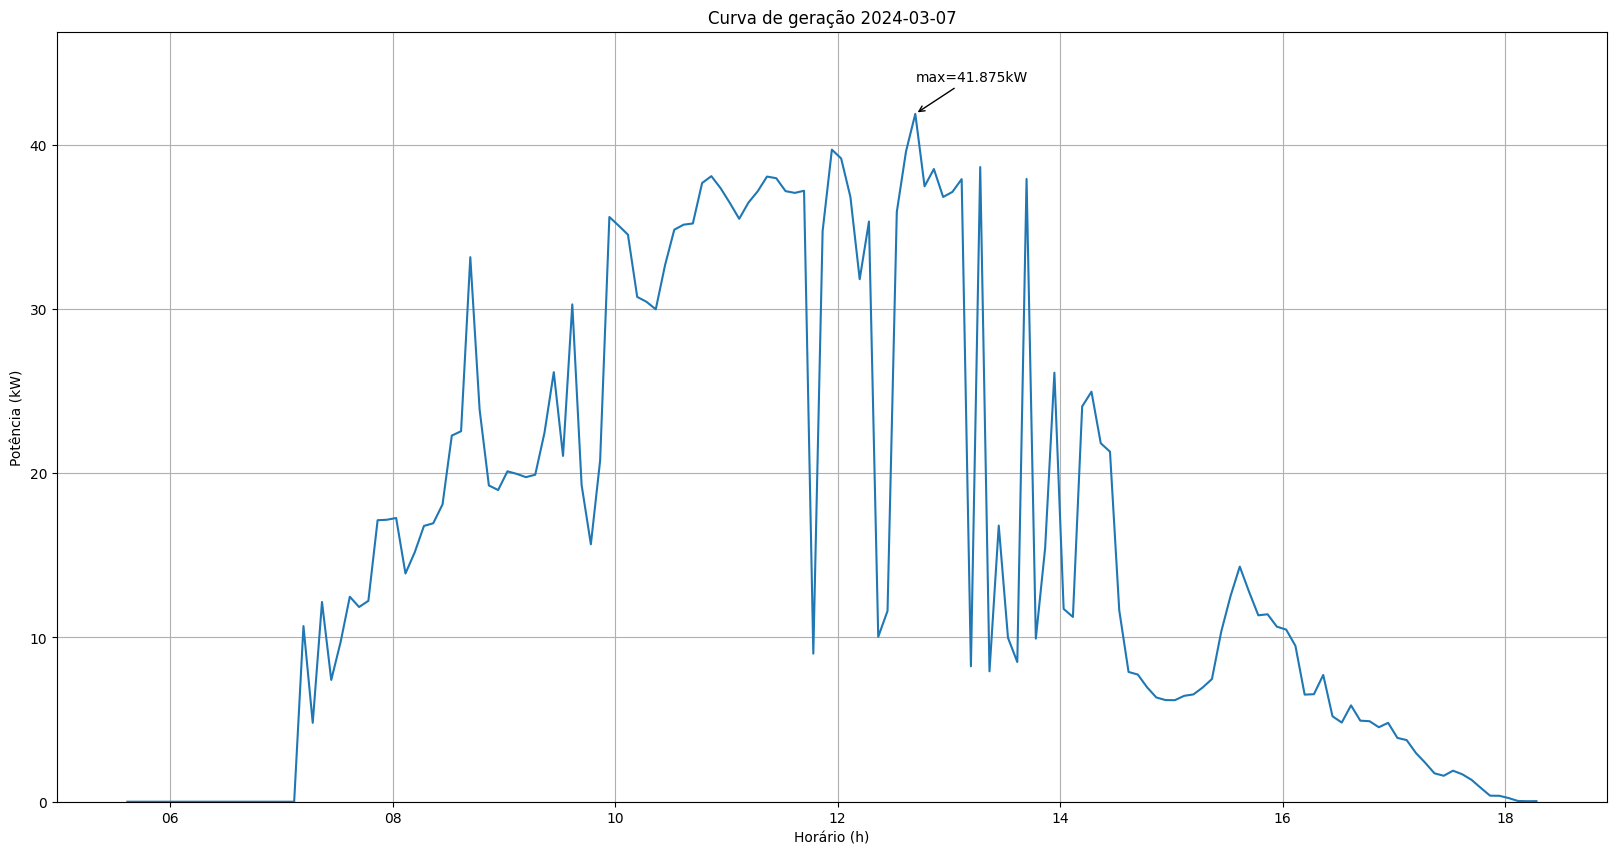 Curva de geração 2024-03-07
max=41.875kW
40
30
20
10
0
Potência (kW)
06 08 10 12 14 16 18
Horário (h)